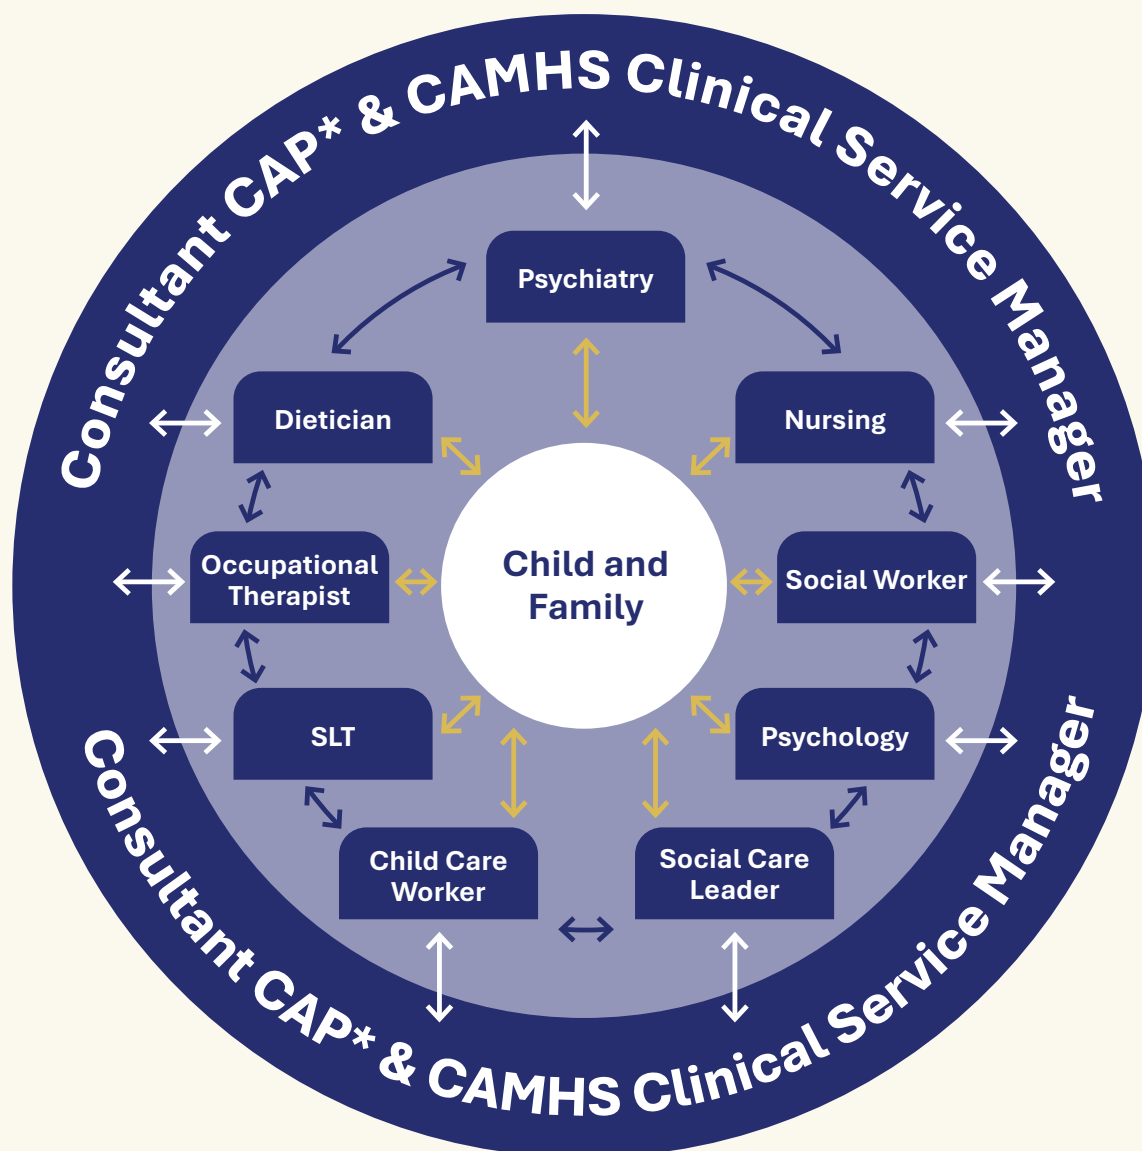 Consultant CAP* & CAMHS Clinical Service Manager
Psychiatry
Dietician
Nursing
Occupational
Therapist
Child and
Family
Social Worker
SLT
Psychology
Child Care
Worker
Social Care
Leader
Consultant CAP* & CAMHS Clinical Service Manager